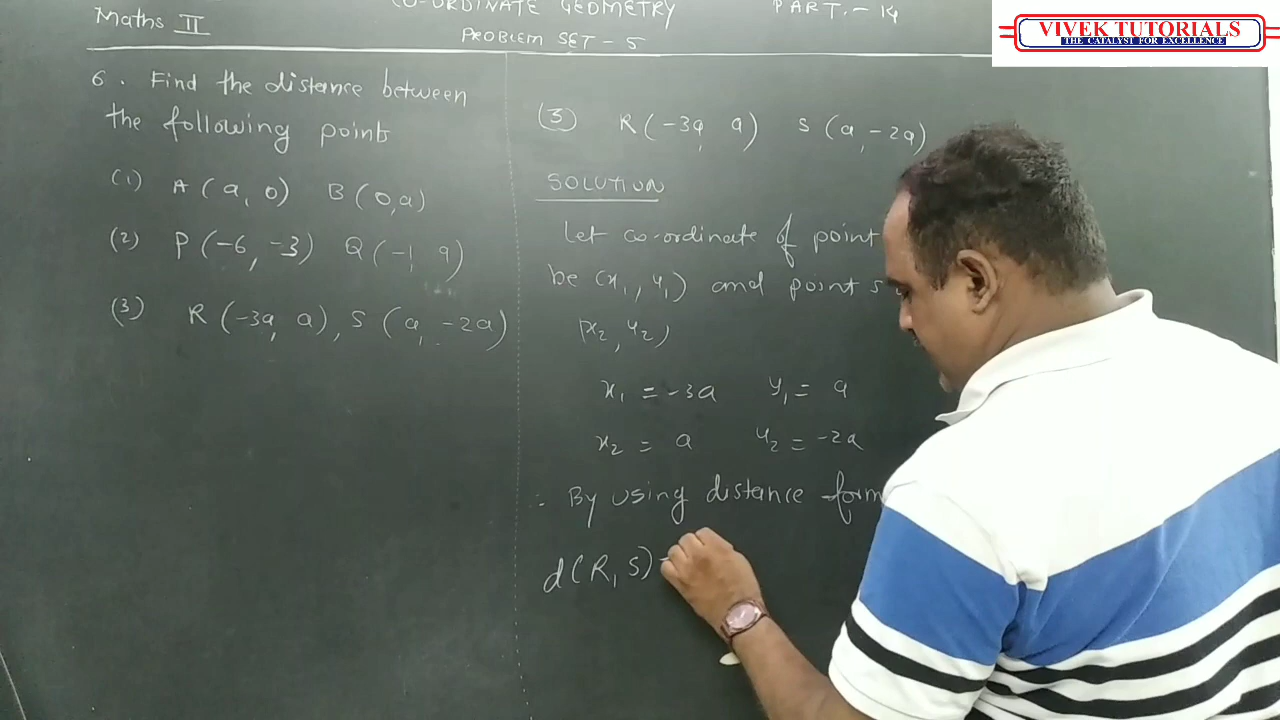 Maths II
CO-ORDINATE GEOMETRY
PART.- 14
PROBLEM SET - 5
VIVEK TUTORIALS
THE CATALYST FOR EXCELLENCE
6. Find the distance between
the following points
(1) A (a, 0) B (0, a)
(2) P (-6, -3) Q (-1, 9)
(3) R (-3a, a), S (a, -2a)
(3) R (-3a, a) S (a, -2a)
SOLUTION
Let co-ordinate of point
be (x1, y1) and point S
(x2, y2)
x1 = -3a y1 = a
x2 = a y2 = -2a
∴ By using distance form
d(R, S)